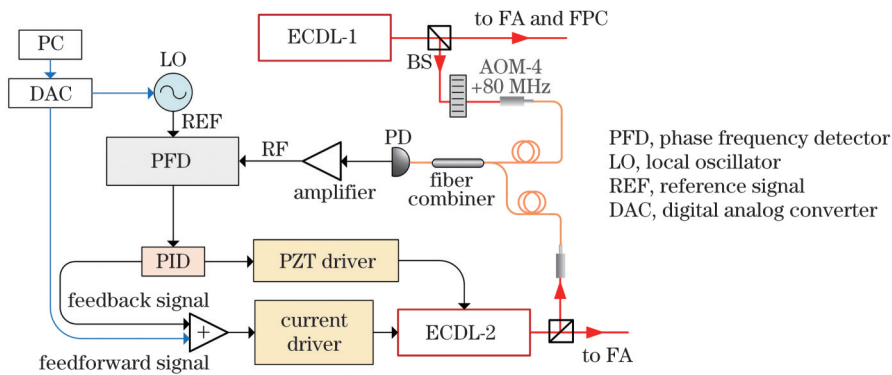 ECDL-1
to FA and FPC
BS
AOM-4
+80 MHz
PC
DAC
LO
REF
PFD
RF
amplifier
PD
fiber
combiner
PFD, phase frequency detector
LO, local oscillator
REF, reference signal
DAC, digital analog converter
PID
PZT driver
feedback signal
+
current
driver
ECDL-2
feedforward signal
to FA